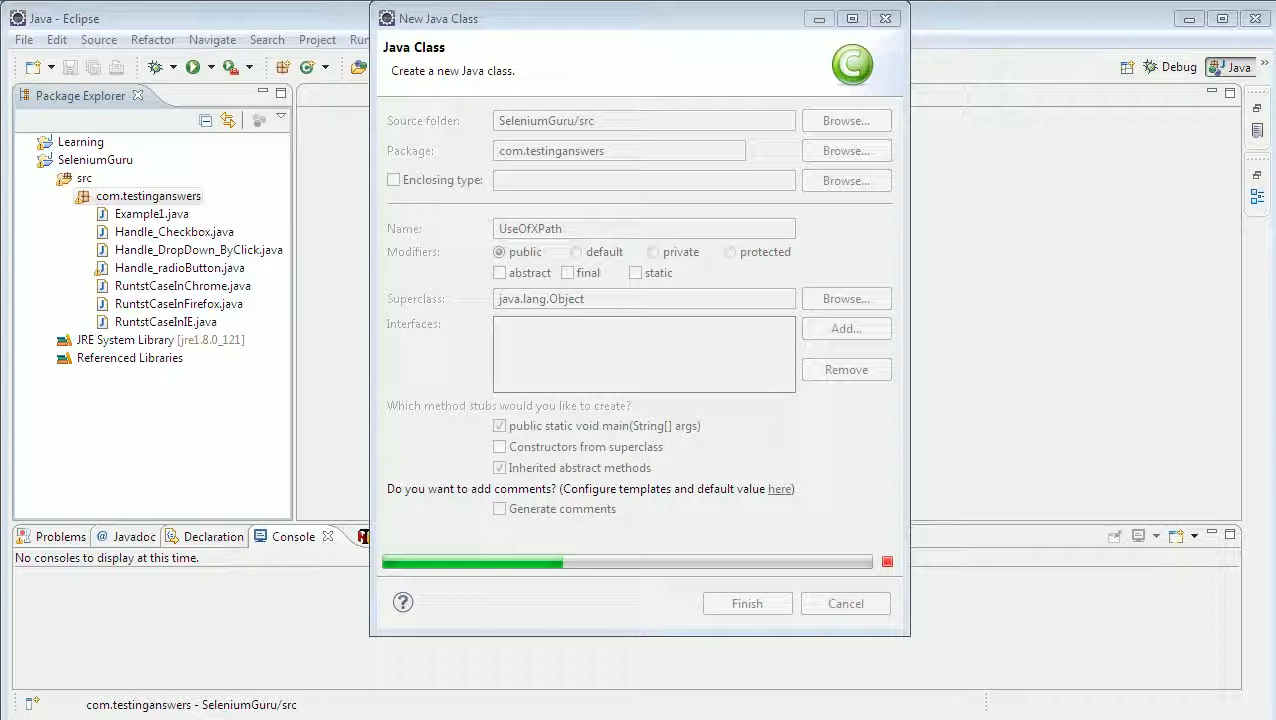 Java - Eclipse
File Edit Source Refactor Navigate Search Project Run
Debug Java
Package Explorer
Learning
SeleniumGuru
src
com.testinganswers
Example1.java
Handle_Checkbox.java
Handle_DropDown_ByClick.java
Handle_radioButton.java
RuntstCaseInChrome.java
RuntstCaseInFirefox.java
RuntstCaseInIE.java
JRE System Library [jre1.8.0_121]
Referenced Libraries
New Java Class
Java Class
Create a new Java class.
Source folder: SeleniumGuru/src Browse...
Package: com.testinganswers Browse...
Enclosing type: Browse...
Name: UseOfXPath
Modifiers: public default private protected
abstract final static
Superclass: java.lang.Object Browse...
Interfaces: Add...
Remove
Which method stubs would you like to create?
public static void main(String[] args)
Constructors from superclass
Inherited abstract methods
Do you want to add comments? (Configure templates and default value here)
Generate comments
Finish Cancel
Problems @ Javadoc Declaration Console
No consoles to display at this time.
com.testinganswers - SeleniumGuru/src